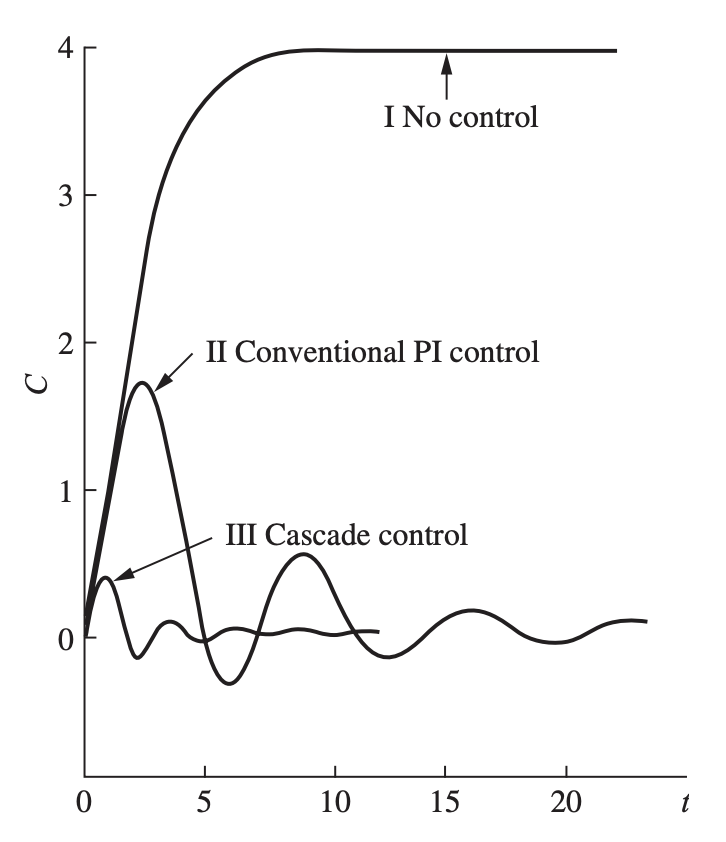 4
I No control
3
2
II Conventional PI control
C
1
III Cascade control
0
0 5 10 15 20 t